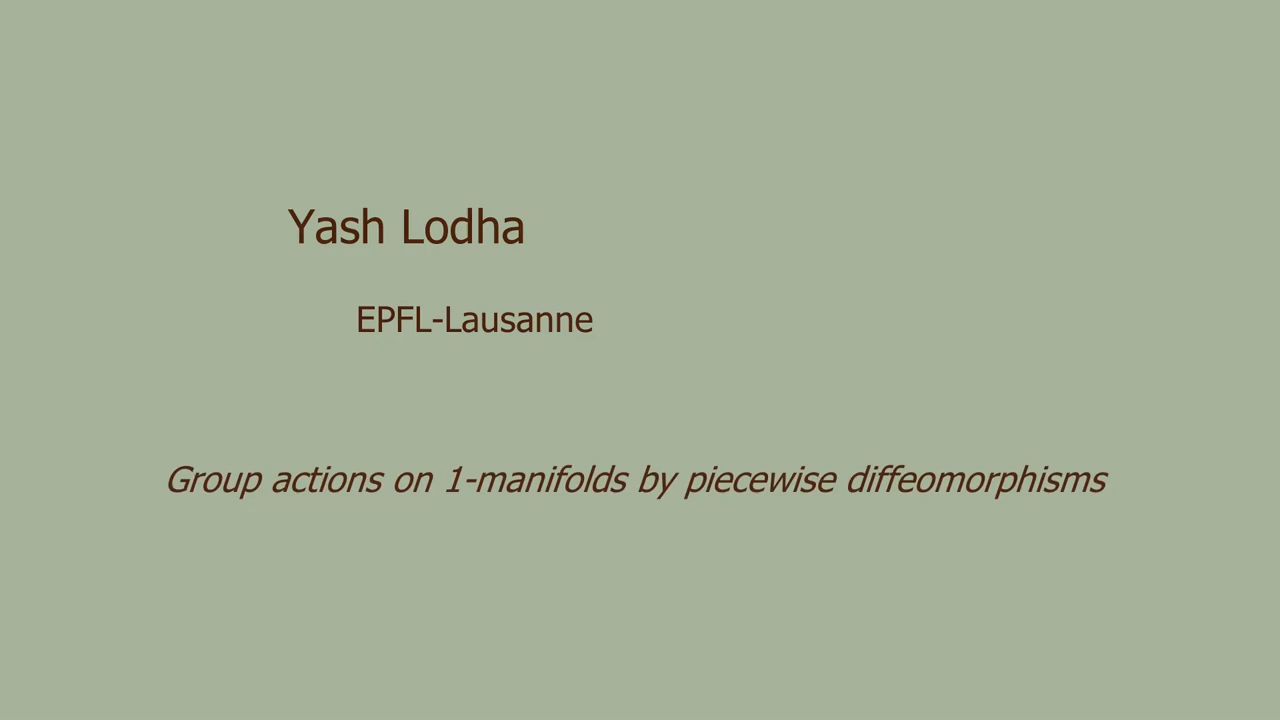 Yash Lodha
EPFL-Lausanne
Group actions on 1-manifolds by piecewise diffeomorphisms